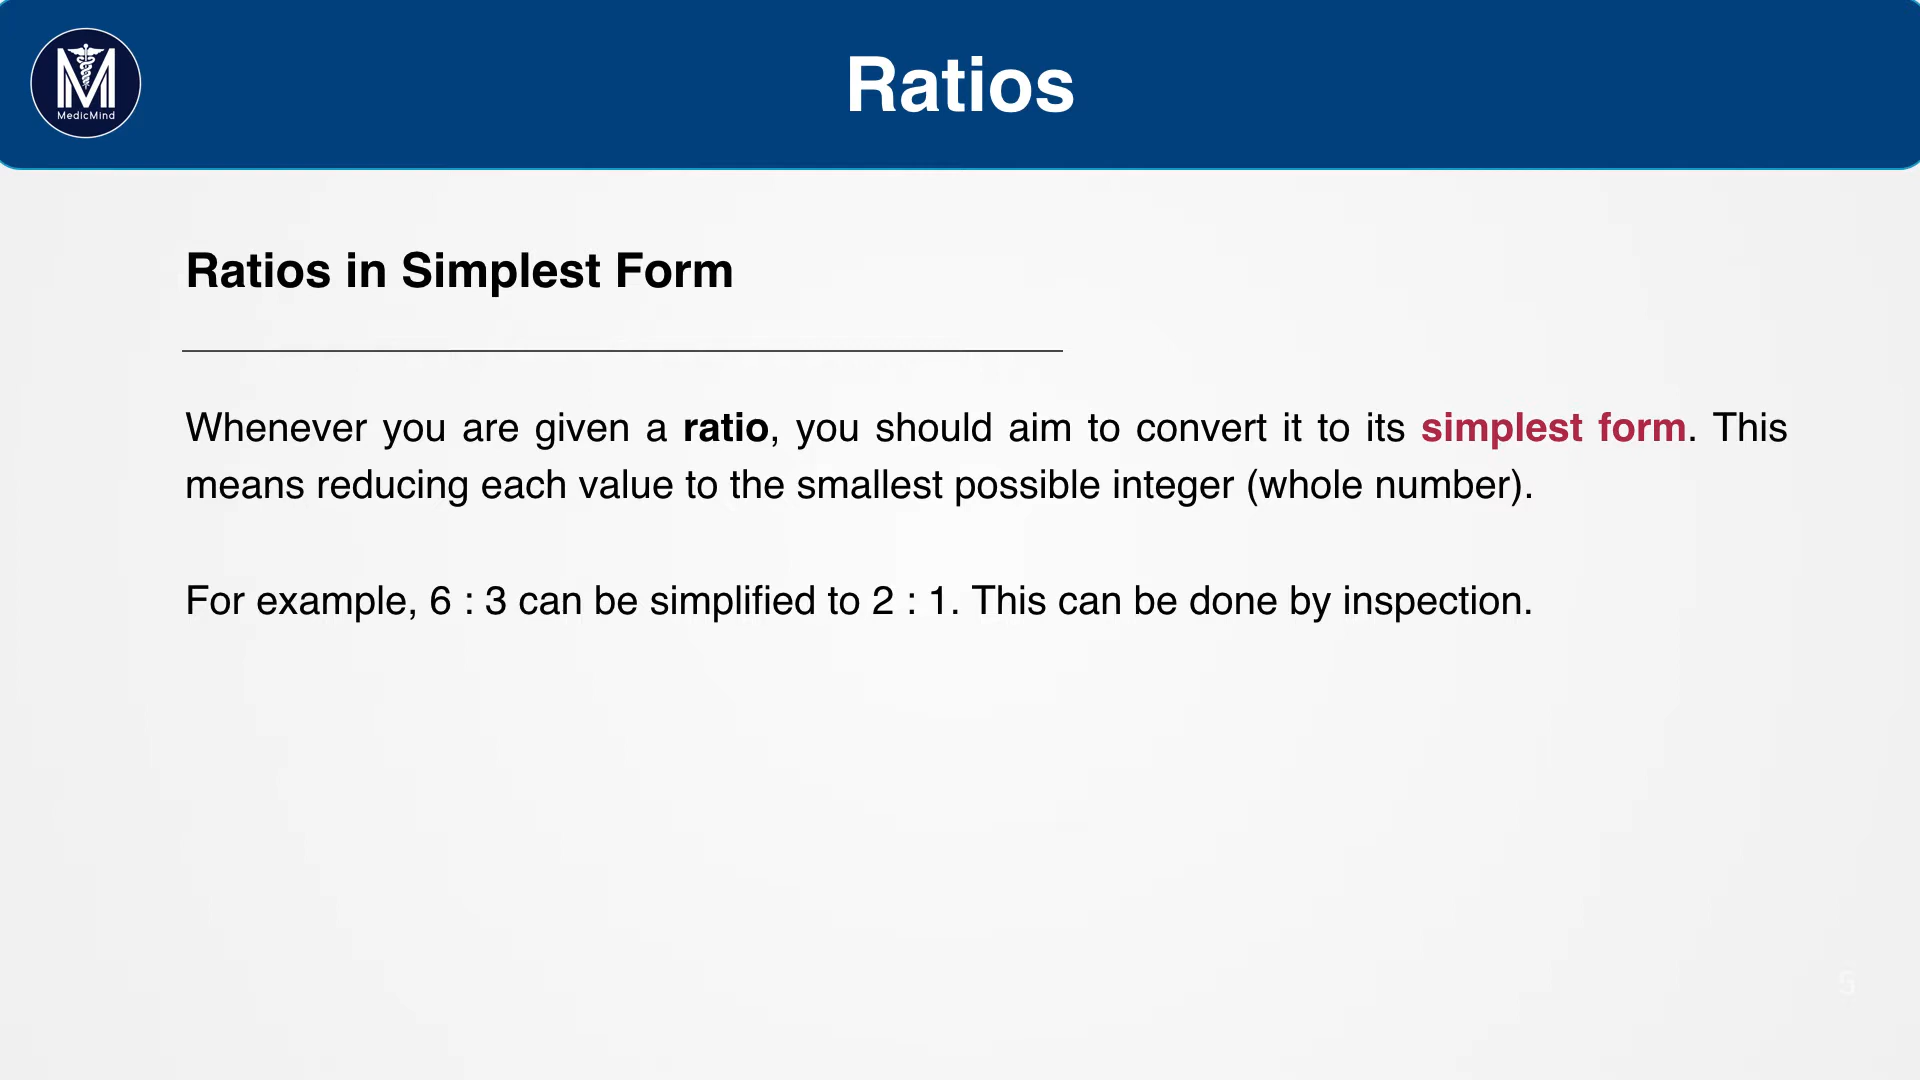 MedicMind
Ratios
Ratios in Simplest Form
Whenever you are given a ratio, you should aim to convert it to its simplest form. This
means reducing each value to the smallest possible integer (whole number).
For example, 6 : 3 can be simplified to 2 : 1. This can be done by inspection.
5